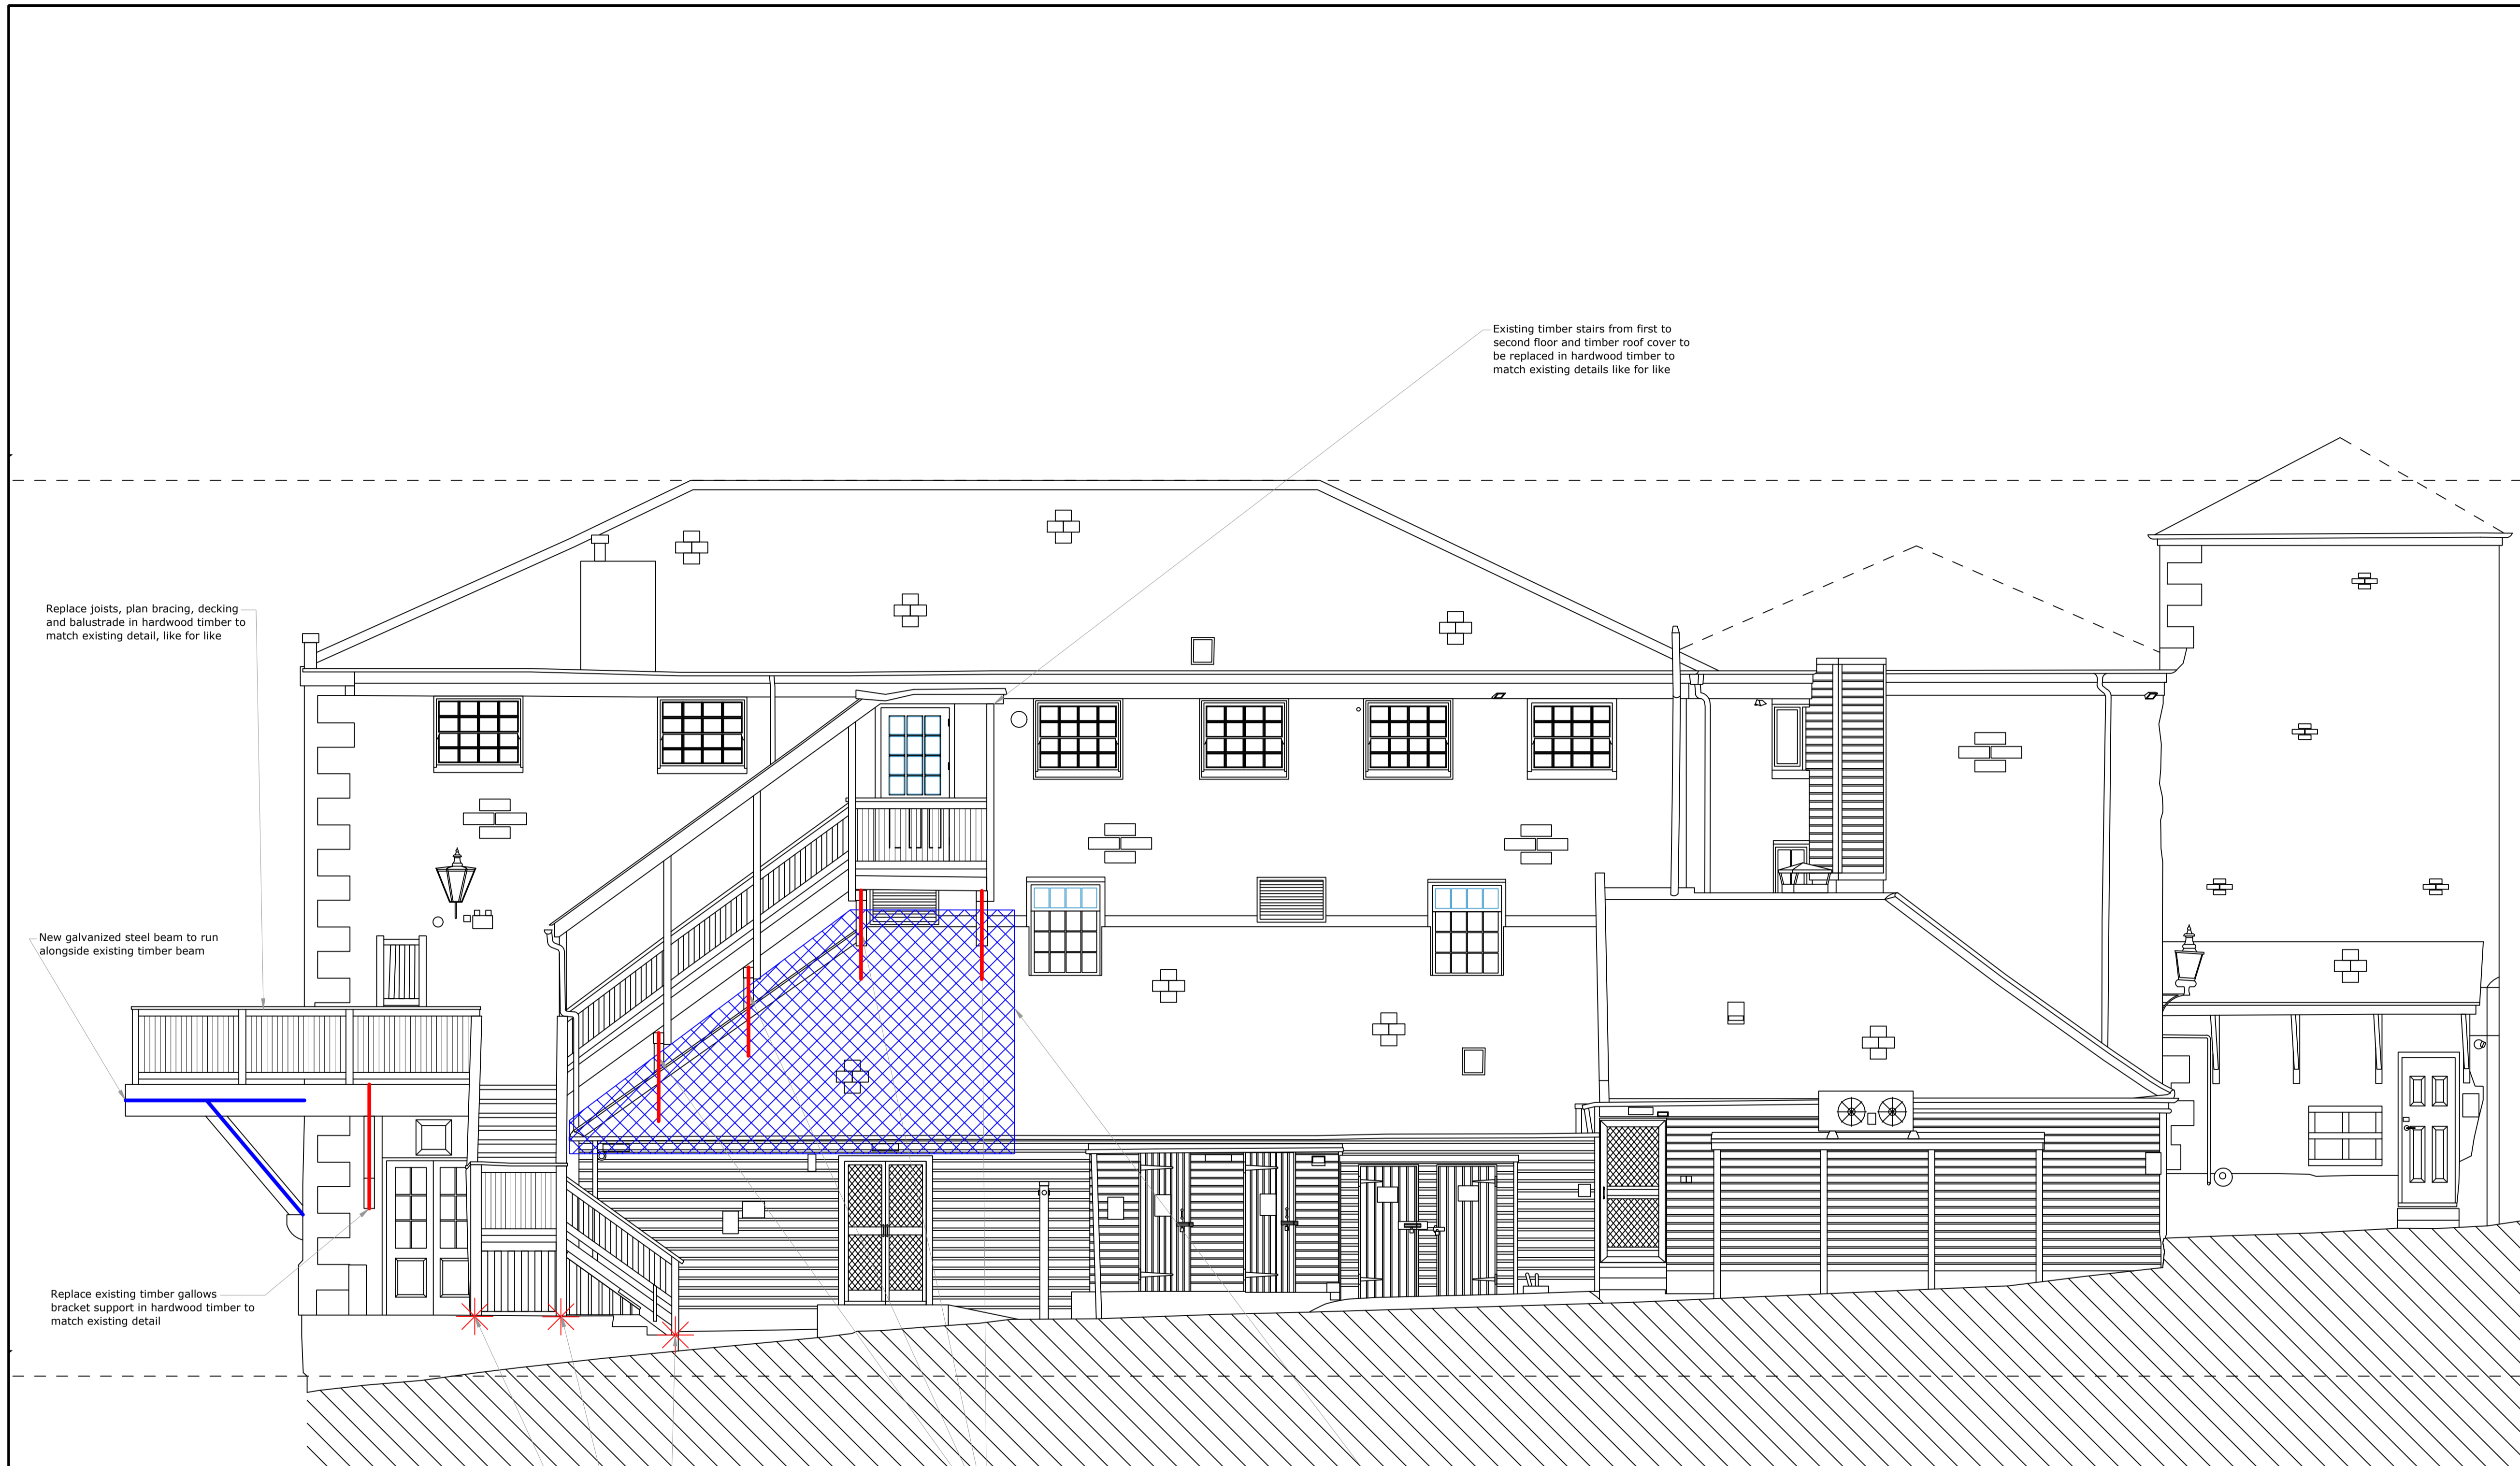 Existing timber stairs from first to
second floor and timber roof cover to
be replaced in hardwood timber to
match existing details like for like
Replace joists, plan bracing, decking
and balustrade in hardwood timber to
match existing detail, like for like
New galvanized steel beam to run
alongside existing timber beam
Replace existing timber gallows
bracket support in hardwood timber to
match existing detail